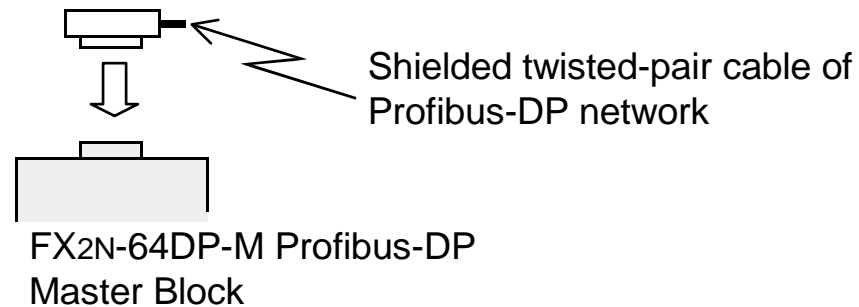 Shielded twisted-pair cable of
Profibus-DP network
FX2N-64DP-M Profibus-DP
Master Block